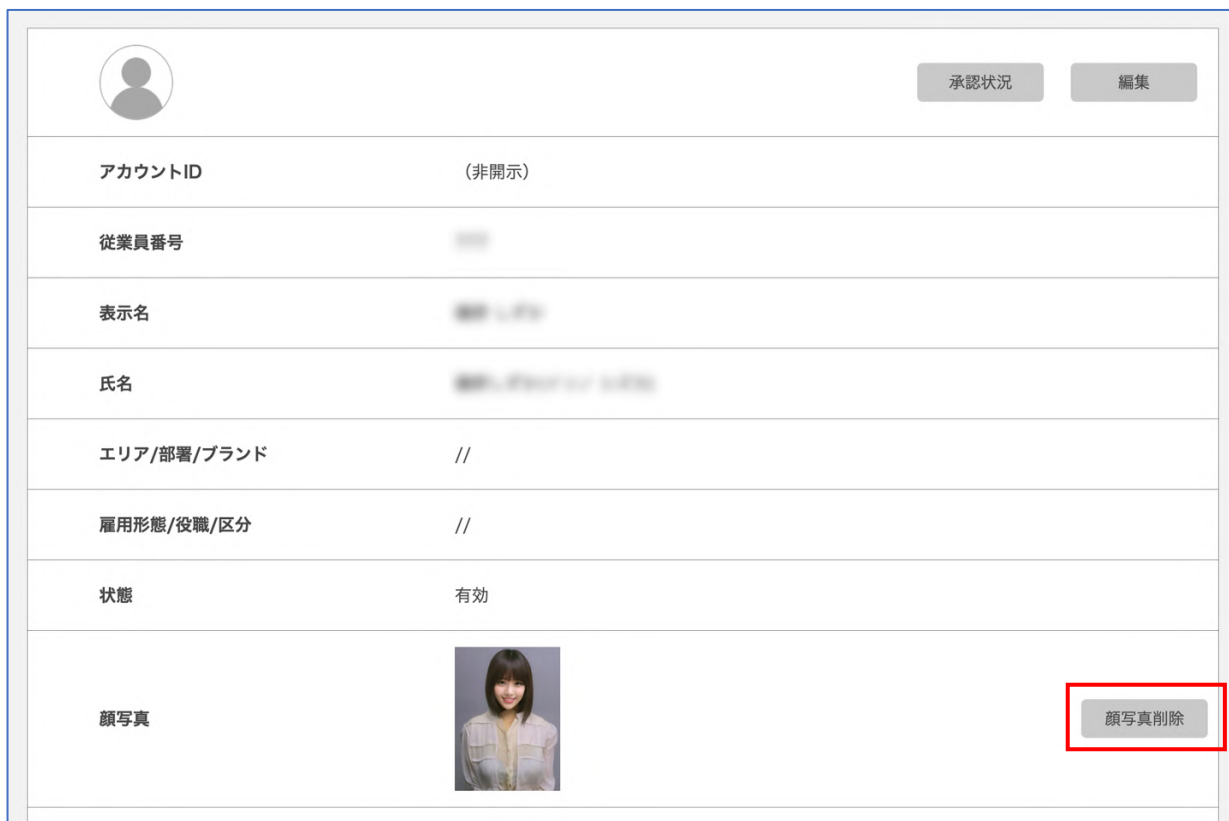 承認状況 編集
アカウントID （非開示）
従業員番号
表示名
氏名
エリア/部署/ブランド //
雇用形態/役職/区分 //
状態 有効
顔写真 顔写真削除